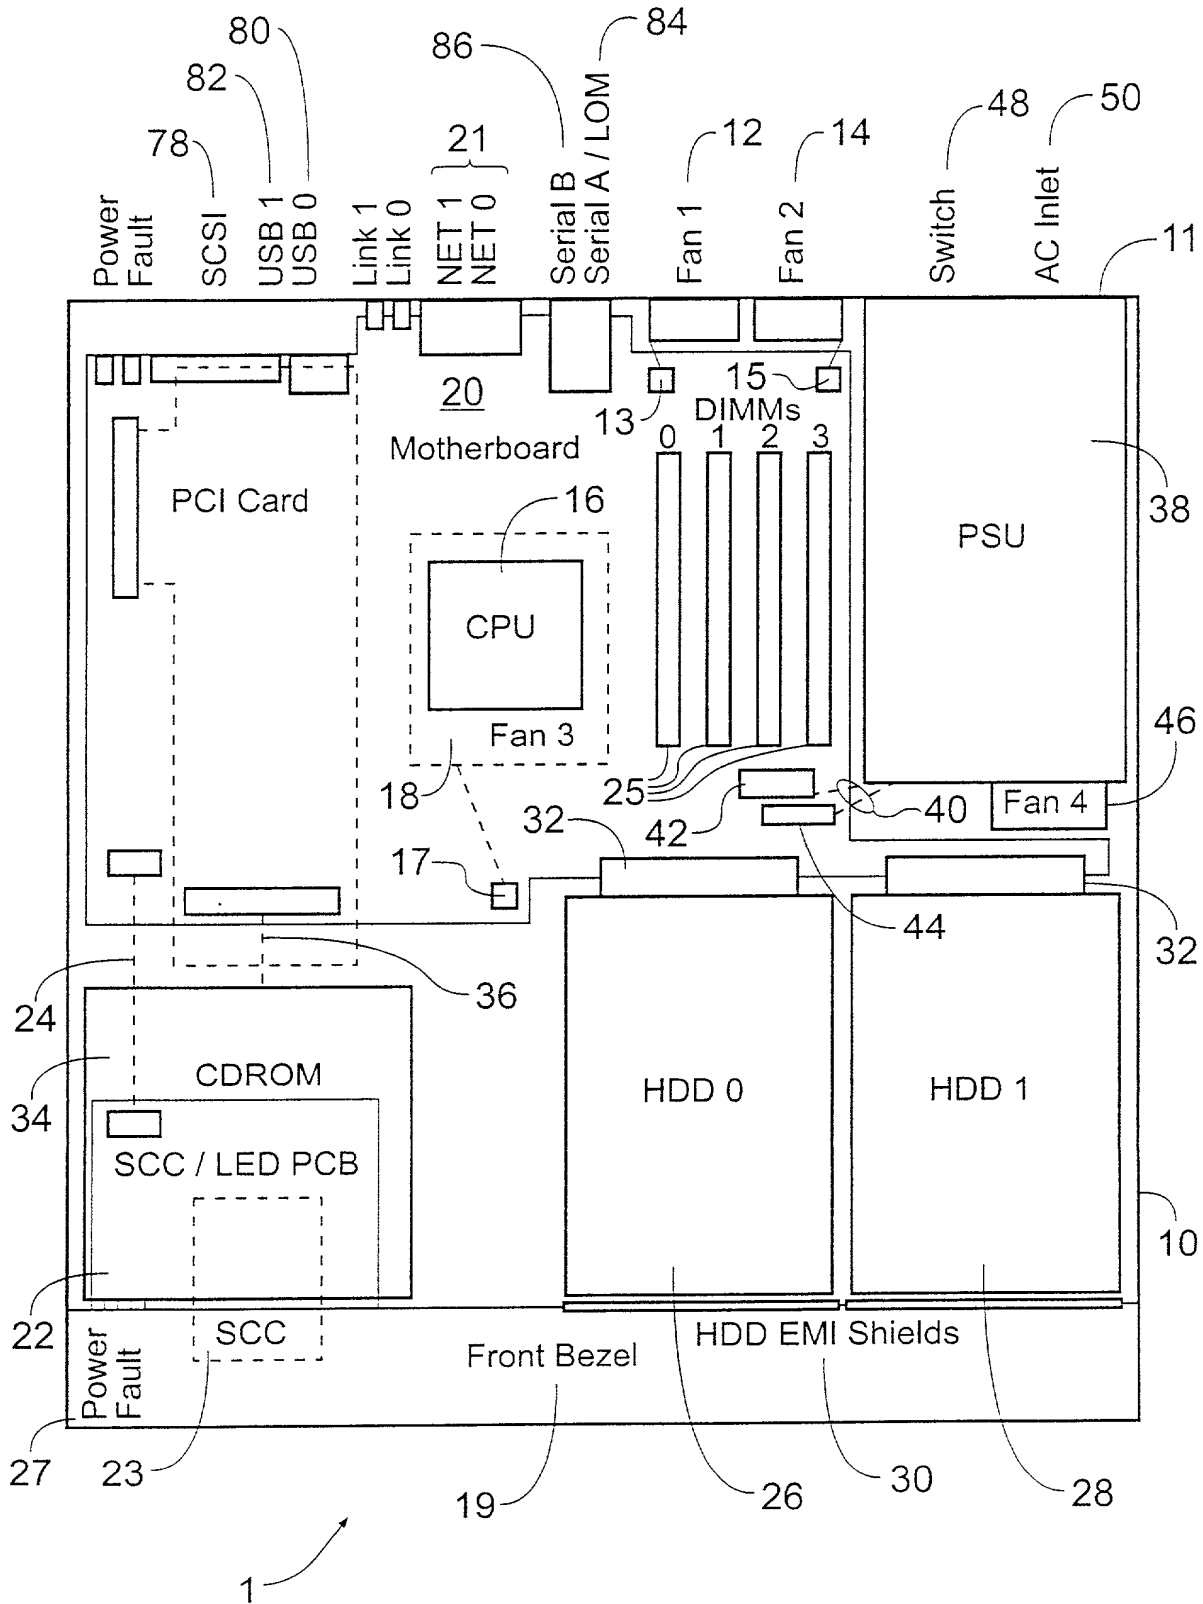 80
84
86
82
48
50
78
21
12
14
Power
Fault
SCSI
USB 1
USB 0
Link 1
Link 0
NET 1
NET 0
Serial B
Serial A / LOM
Fan 1
Fan 2
Switch
AC Inlet
11
20
Motherboard
13
15
DIMMs
0 1 2 3
PCI Card
16
38
PSU
CPU
Fan 3
18
25
46
Fan 4
42
40
32
17
44
32
24
36
34
CDROM
HDD 0
HDD 1
SCC / LED PCB
10
22
SCC
HDD EMI Shields
Front Bezel
Power
Fault
27
23
19
26
30
28
1